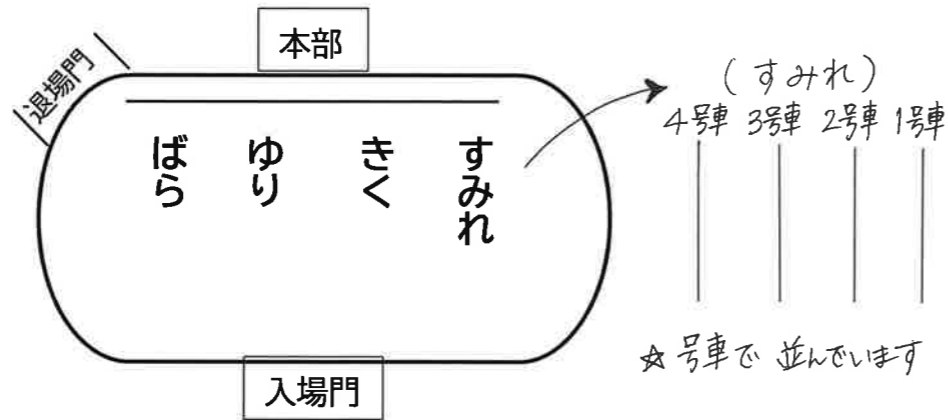 本部
退場門
(すみれ)
4号車 3号車 2号車 1号車
すみれ
きく
ゆり
ばら
☆号車で並んでいます
入場門